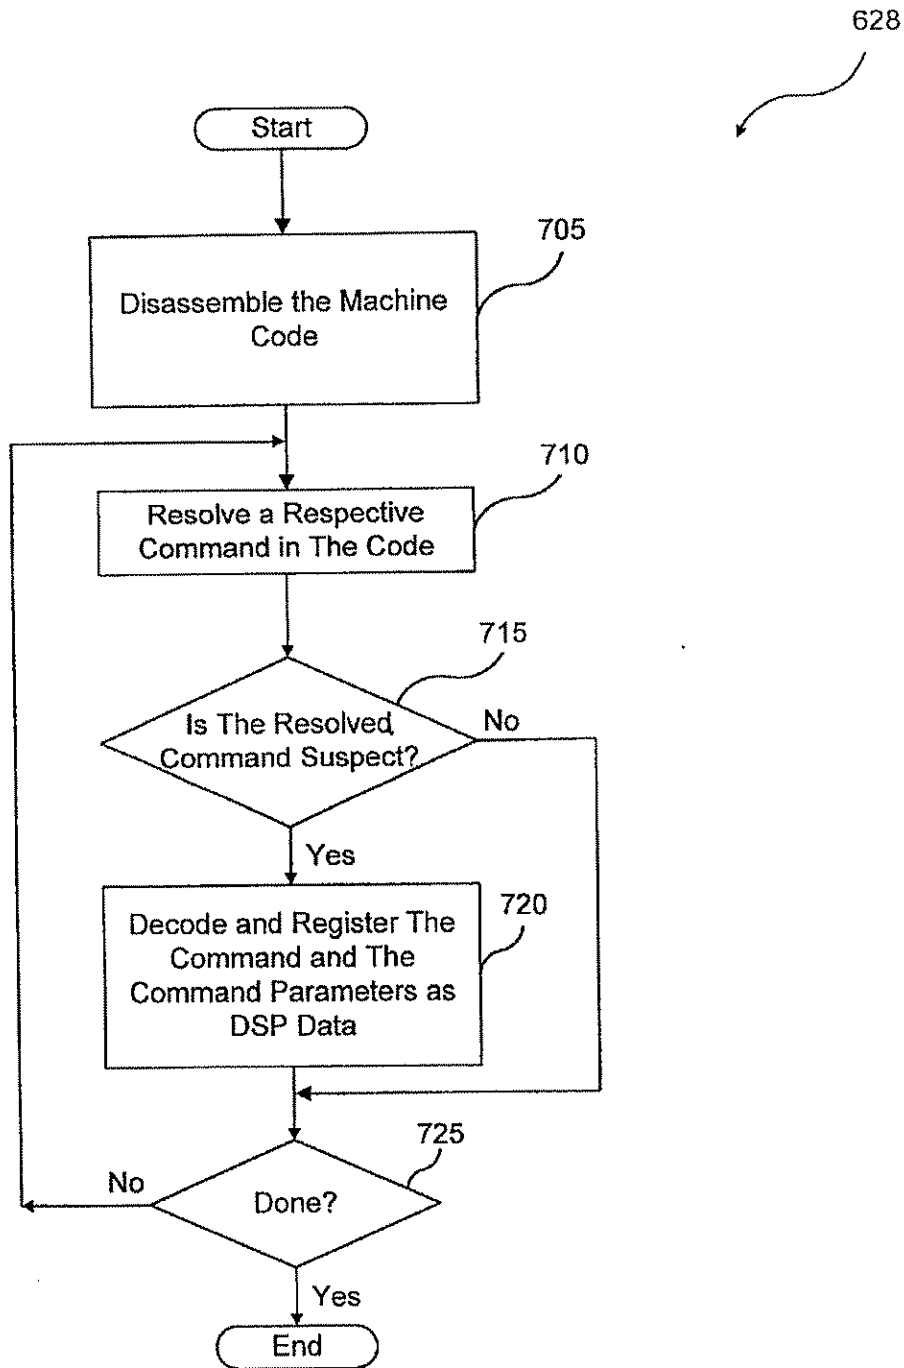 628
Start
705
Disassemble the Machine
Code
710
Resolve a Respective
Command in The Code
715
Is The Resolved
Command Suspect?
No
Yes
720
Decode and Register The
Command and The
Command Parameters as
DSP Data
725
No
Done?
Yes
End